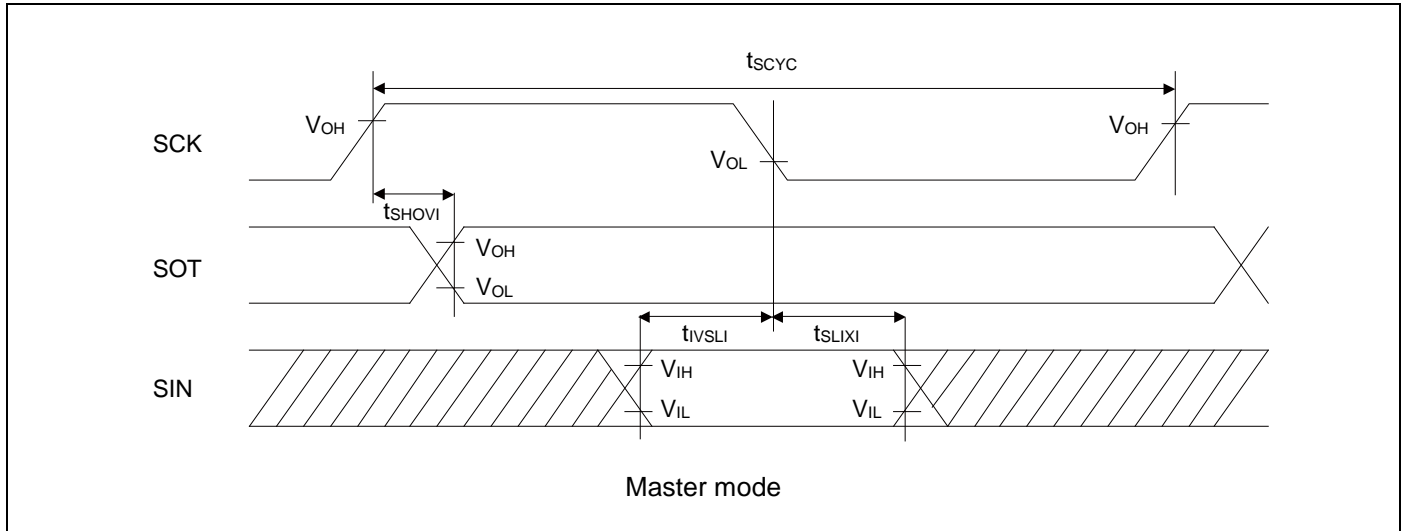 tSCYC
SCK
VOH
VOH
VOL
tSHOVI
SOT
VOH
VOL
tIVSLI
tSLIXI
SIN
VIH
VIH
VIL
VIL
Master mode